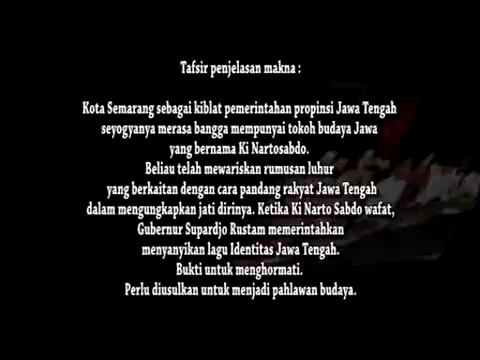 Tafsir penjelasan makna :
Kota Semarang sebagai kiblat pemerintahan propinsi Jawa Tengah
seyogyanya merasa bangga mempunyai tokoh budaya Jawa
yang bernama Ki Nartosabdo.
Beliau telah mewariskan rumusan luhur
yang berkaitan dengan cara pandang rakyat Jawa Tengah
dalam mengungkapkan jati dirinya. Ketika Ki Narto Sabdo wafat,
Gubernur Supardjo Rustam memerintahkan
menyanyikan lagu Identitas Jawa Tengah.
Bukti untuk menghormati.
Perlu diusulkan untuk menjadi pahlawan budaya.